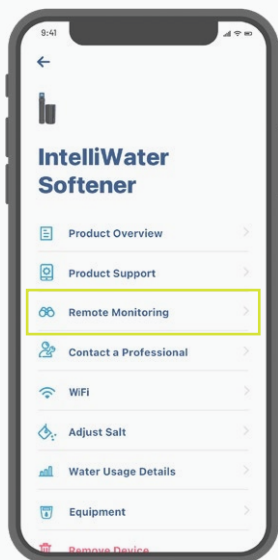 9:41
IntelliWater
Softener
Product Overview
Product Support
Remote Monitoring
Contact a Professional
WiFi
Adjust Salt
Water Usage Details
Equipment
Remove Device